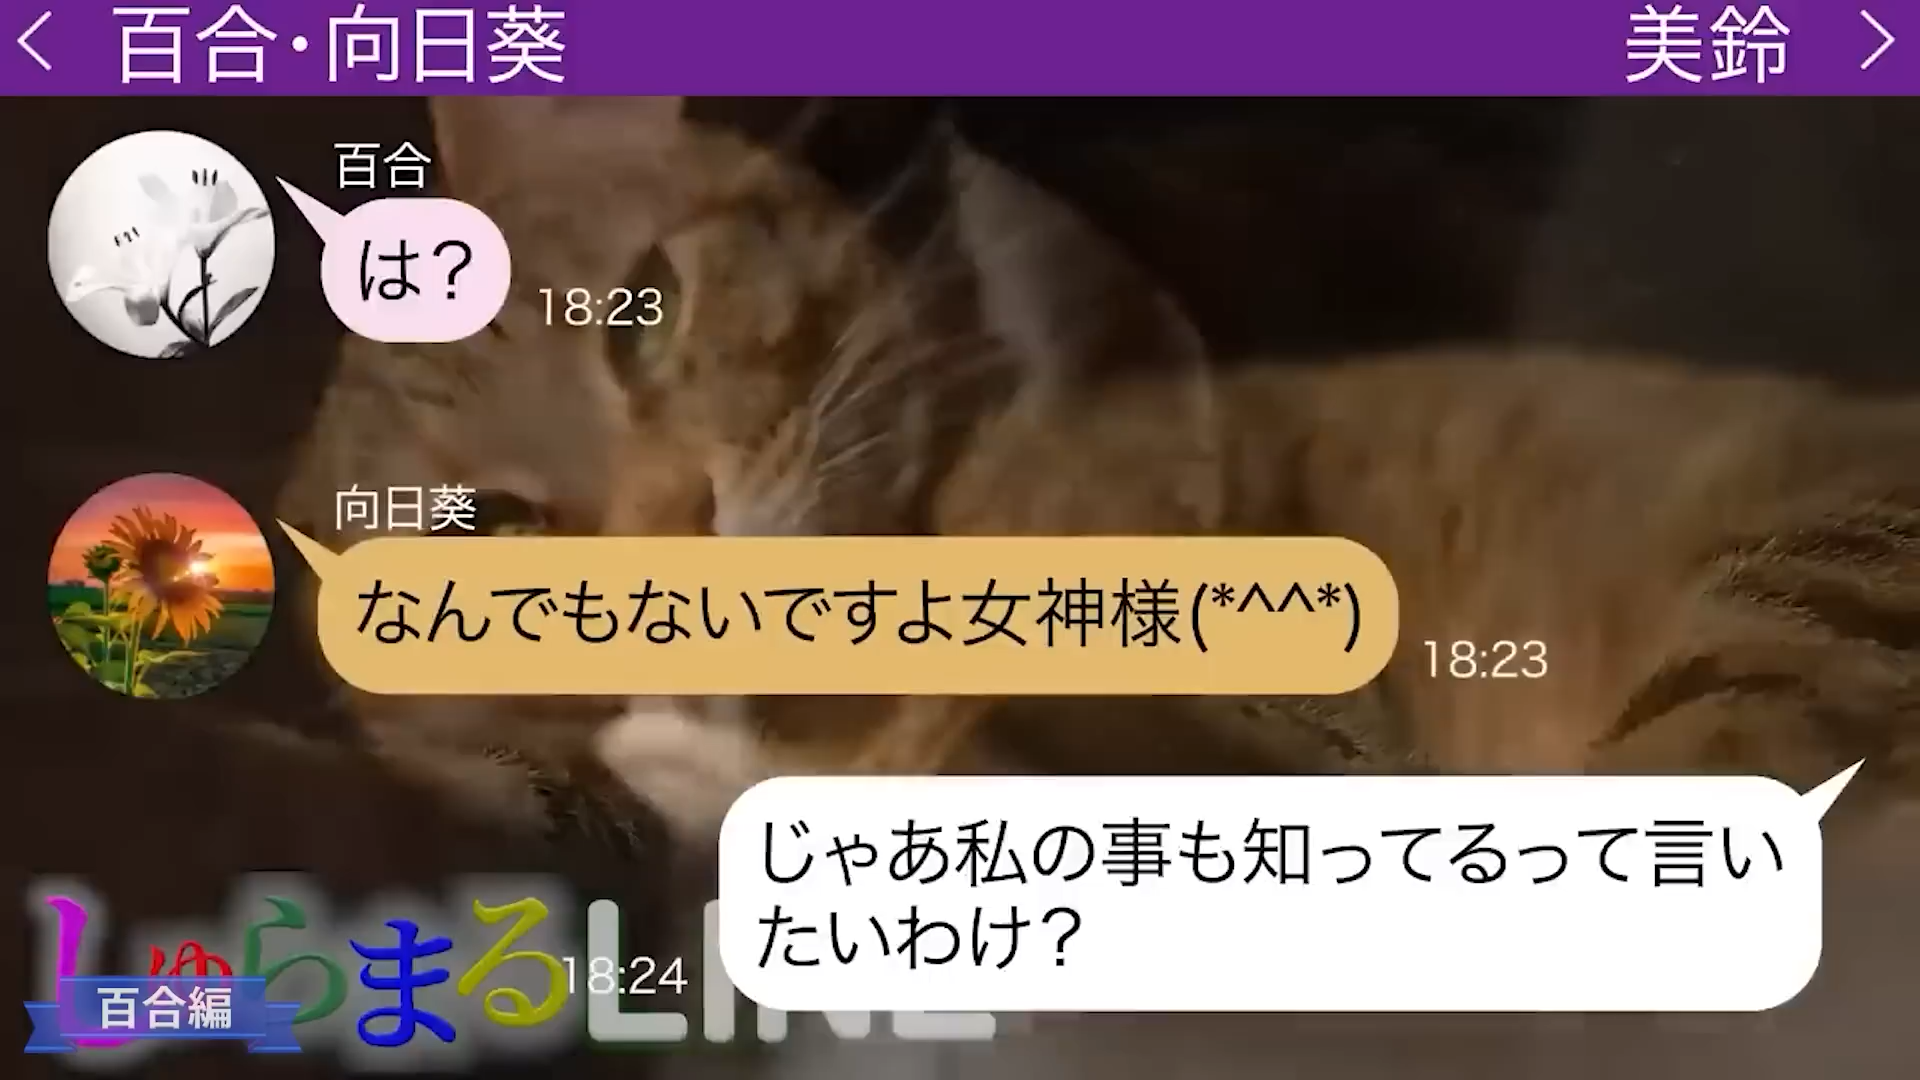 百合・向日葵
美鈴
百合
は？
18:23
向日葵
なんでもないですよ女神様(*^^*)
18:23
じゃあ私の事も知ってるって言い
たいわけ？
18:24
しゅらまるLINE
百合編